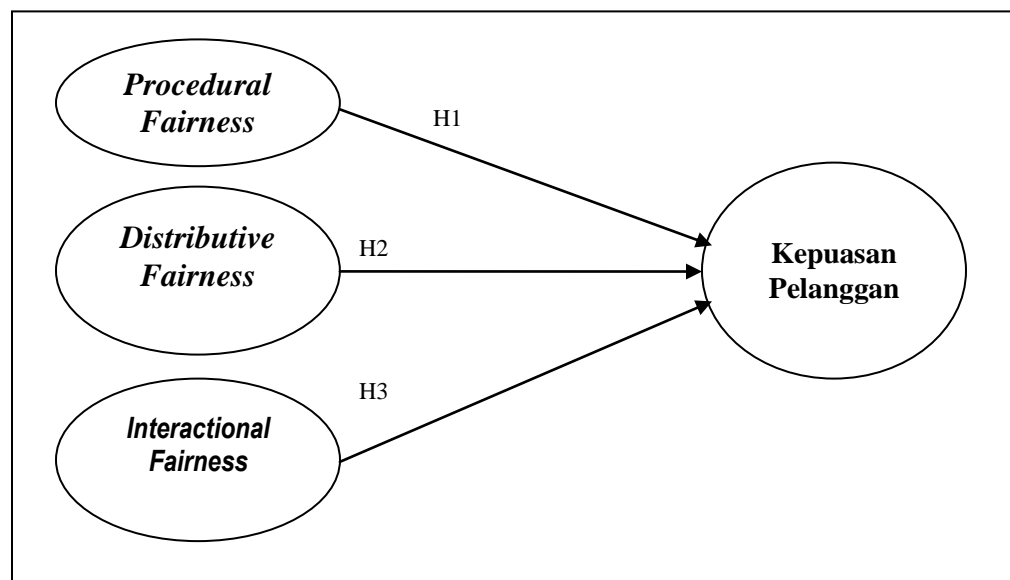 Procedural
Fairness
H1
Distributive
Fairness
H2
Kepuasan
Pelanggan
Interactional
Fairness
H3